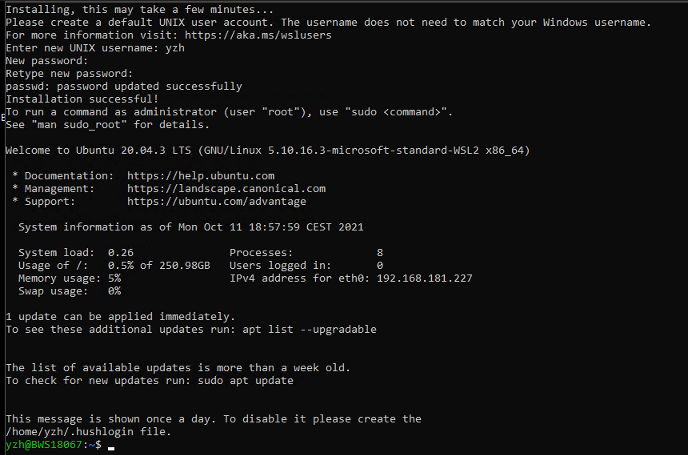 Installing, this may take a few minutes...
Please create a default UNIX user account. The username does not need to match your Windows username.
For more information visit: https://aka.ms/wslusers
Enter new UNIX username: yzh
New password:
Retype new password:
passwd: password updated successfully
Installation successful!
To run a command as administrator (user "root"), use "sudo <command>".
See "man sudo_root" for details.
Welcome to Ubuntu 20.04.3 LTS (GNU/Linux 5.10.16.3-microsoft-standard-WSL2 x86_64)
* Documentation:  https://help.ubuntu.com
* Management:     https://landscape.canonical.com
* Support:        https://ubuntu.com/advantage
System information as of Mon Oct 11 18:57:59 CEST 2021
System load:  0.26               Processes:             8
Usage of /:   0.5% of 250.98GB   Users logged in:       0
Memory usage: 5%                 IPv4 address for eth0: 192.168.181.227
Swap usage:   0%
1 update can be applied immediately.
To see these additional updates run: apt list --upgradable
The list of available updates is more than a week old.
To check for new updates run: sudo apt update
This message is shown once a day. To disable it please create the
/home/yzh/.hushlogin file.
yzh@BWS18067:~$